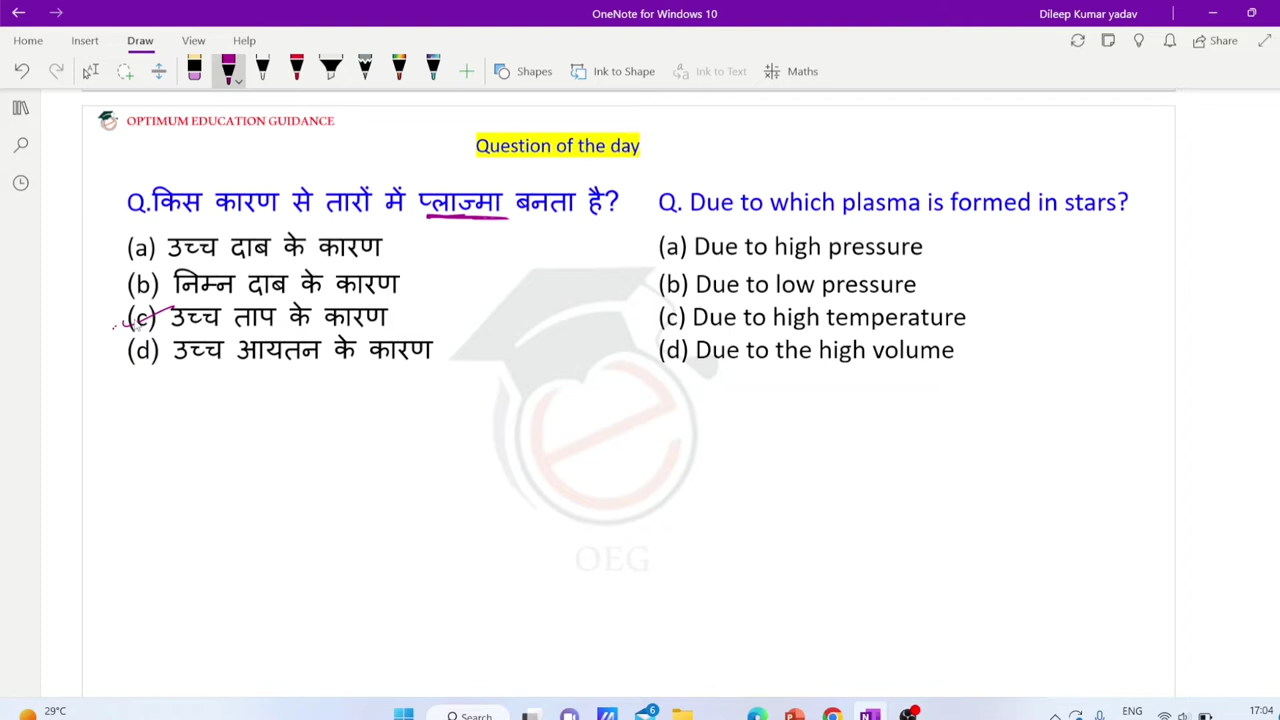 OneNote for Windows 10
Dileep Kumar yadav
Home Insert Draw View Help
Share
Shapes
Ink to Shape
Ink to Text
Maths
OPTIMUM EDUCATION GUIDANCE
Question of the day
Q.किस कारण से तारों में प्लाज्मा बनता है?
(a) उच्च दाब के कारण
(b) निम्न दाब के कारण
(c) उच्च ताप के कारण
(d) उच्च आयतन के कारण
Q. Due to which plasma is formed in stars?
(a) Due to high pressure
(b) Due to low pressure
(c) Due to high temperature
(d) Due to the high volume
OEG
29°C
Search
6
ENG
17:04